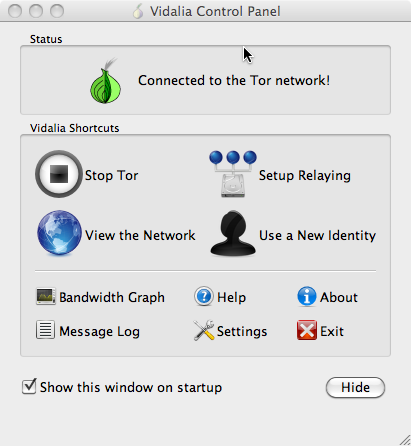 Vidalia Control Panel
Status
Connected to the Tor network!
Vidalia Shortcuts
Stop Tor
Setup Relaying
View the Network
Use a New Identity
Bandwidth Graph
Help
About
Message Log
Settings
Exit
Show this window on startup
Hide